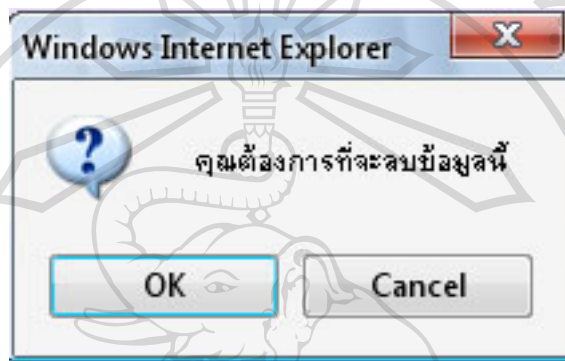 Windows Internet Explorer
คุณต้องการที่จะลบข้อมูลนี้
OK
Cancel